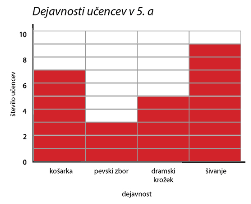 Dejavnosti učencev v 5. a
število učencev
10
8
6
4
2
0
košarka
pevski zbor
dramski
krožek
šivanje
dejavnost